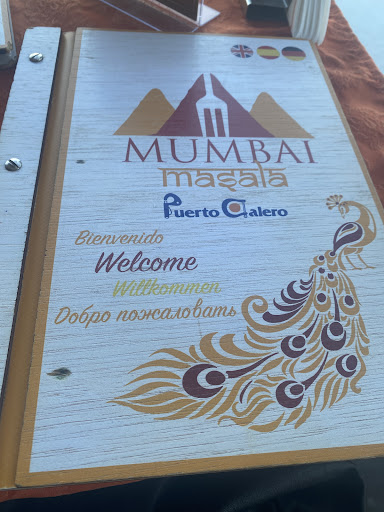 MUMBAI
masala
Puerto Calero
Bienvenido
Welcome
Willkommen
Добро пожаловать